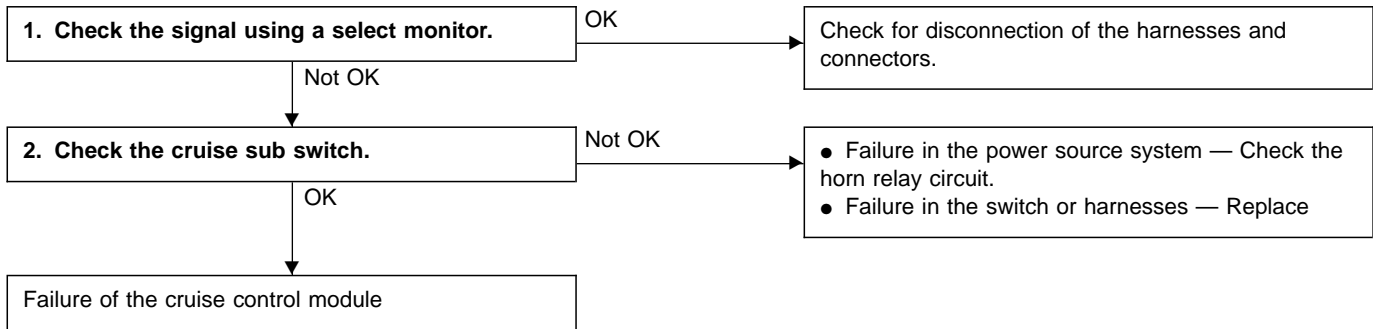 1. Check the signal using a select monitor.
OK
Check for disconnection of the harnesses and
connectors.
Not OK
2. Check the cruise sub switch.
Not OK
● Failure in the power source system — Check the
horn relay circuit.
● Failure in the switch or harnesses — Replace
OK
Failure of the cruise control module